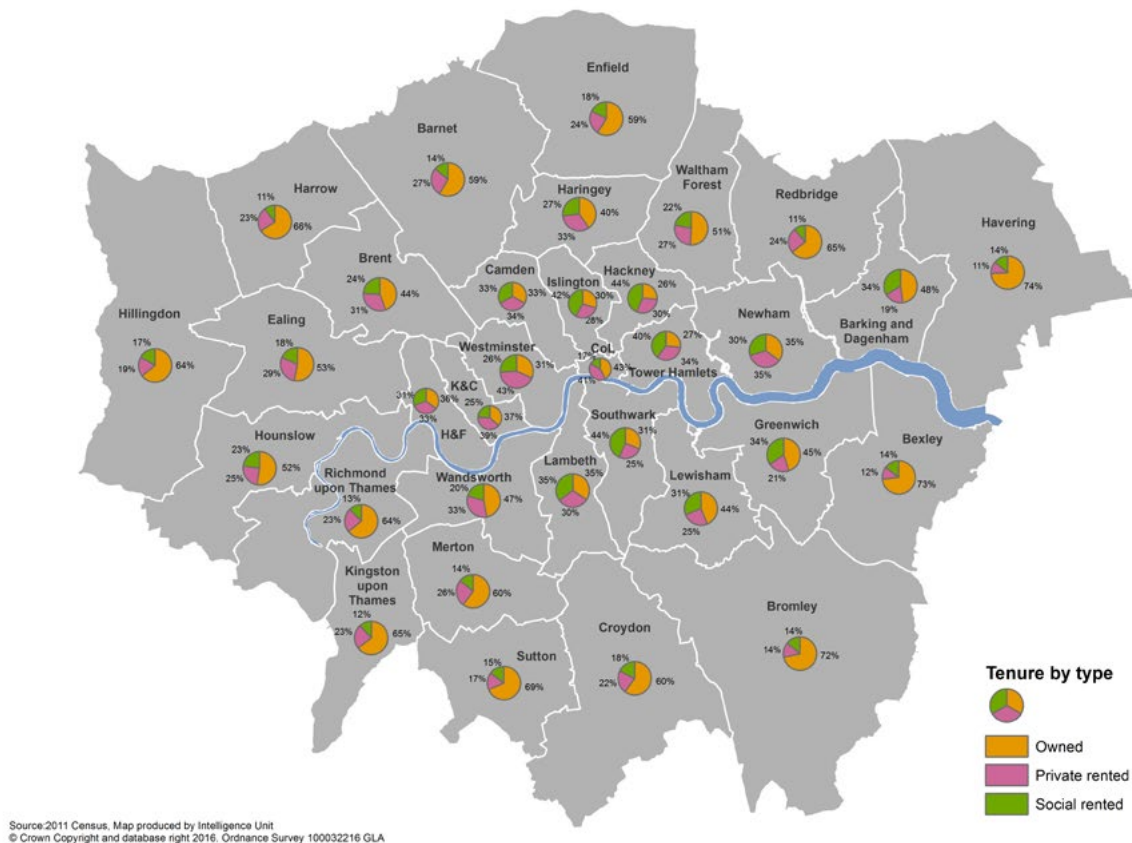 Enfield
18%
24%
59%
Barnet
14%
27%
59%
Harrow
11%
23%
66%
Haringey
27%
40%
33%
Waltham
Forest
22%
51%
27%
Redbridge
11%
24%
65%
Havering
14%
11%
74%
Brent
24%
44%
31%
Camden
33%
33%
34%
Islington
42%
30%
28%
Hackney
44%
26%
30%
34%
48%
19%
Barking and
Dagenham
Hillingdon
17%
19%
64%
Ealing
18%
29%
53%
Westminster
26%
31%
43%
CoL
17%
43%
41%
40%
27%
34%
Tower Hamlets
Newham
30%
35%
35%
K&C
25%
37%
39%
31%
36%
33%
H&F
Hounslow
23%
52%
25%
Richmond
upon Thames
13%
23%
64%
Wandsworth
20%
47%
33%
Lambeth
35%
35%
30%
Southwark
44%
31%
25%
Lewisham
31%
44%
25%
Greenwich
34%
45%
21%
Bexley
14%
12%
73%
Kingston
upon
Thames
12%
23%
65%
Merton
14%
26%
60%
Sutton
15%
17%
69%
Croydon
18%
22%
60%
Bromley
14%
14%
72%
Tenure by type
Owned
Private rented
Social rented
Source:2011 Census, Map produced by Intelligence Unit
© Crown Copyright and database right 2016. Ordnance Survey 100032216 GLA